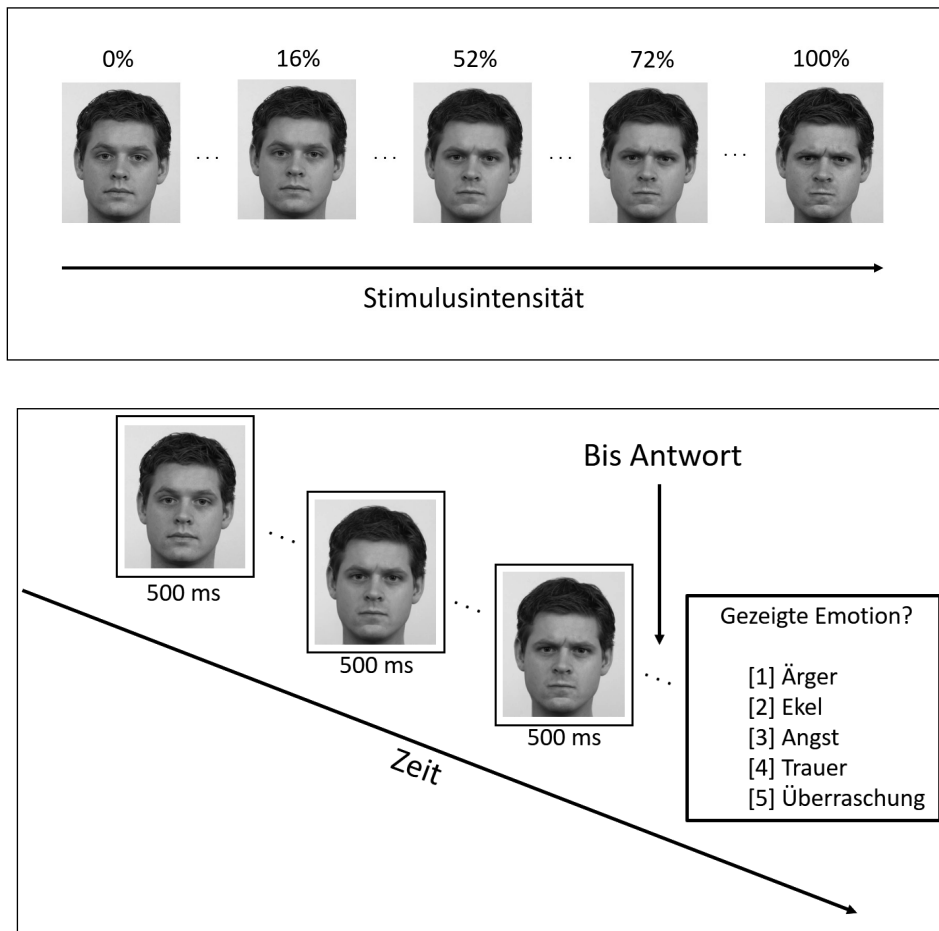 0% 16% 52% 72% 100%
... ... ... ...
Stimulusintensität
Bis Antwort
500 ms
...
500 ms
...
500 ms
...
Gezeigte Emotion?
[1] Ärger
[2] Ekel
[3] Angst
[4] Trauer
[5] Überraschung
Zeit